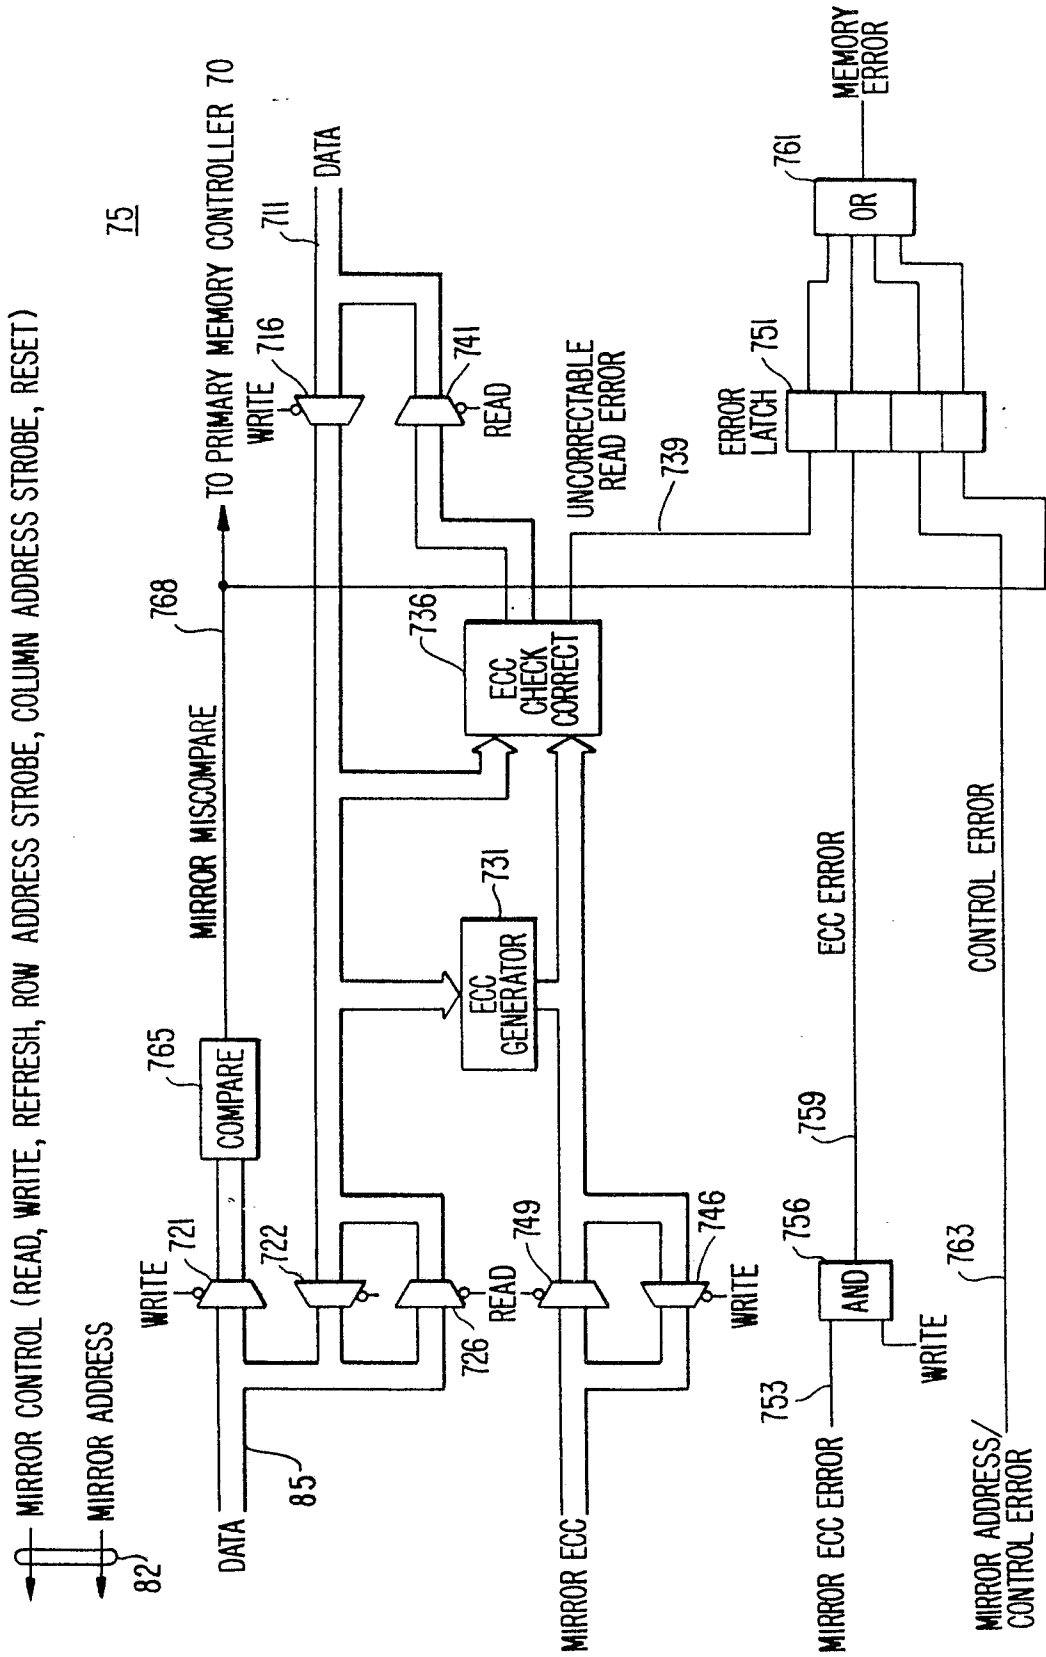 MIRROR CONTROL (READ, WRITE, REFRESH, ROW ADDRESS STROBE, COLUMN ADDRESS STROBE, RESET)
MIRROR ADDRESS
82
75
TO PRIMARY MEMORY CONTROLLER 70
768
MIRROR MISCOMPARE
765
COMPARE
WRITE
721
DATA
85
722
726
READ
WRITE
716
711
DATA
741
READ
736
ECC
CHECK
CORRECT
731
ECC
GENERATOR
UNCORRECTABLE
READ ERROR
739
749
746
WRITE
MIRROR ECC
ERROR
LATCH
751
761
OR
MEMORY
ERROR
ECC ERROR
759
756
AND
753
WRITE
MIRROR ECC ERROR
CONTROL ERROR
763
MIRROR ADDRESS/
CONTROL ERROR